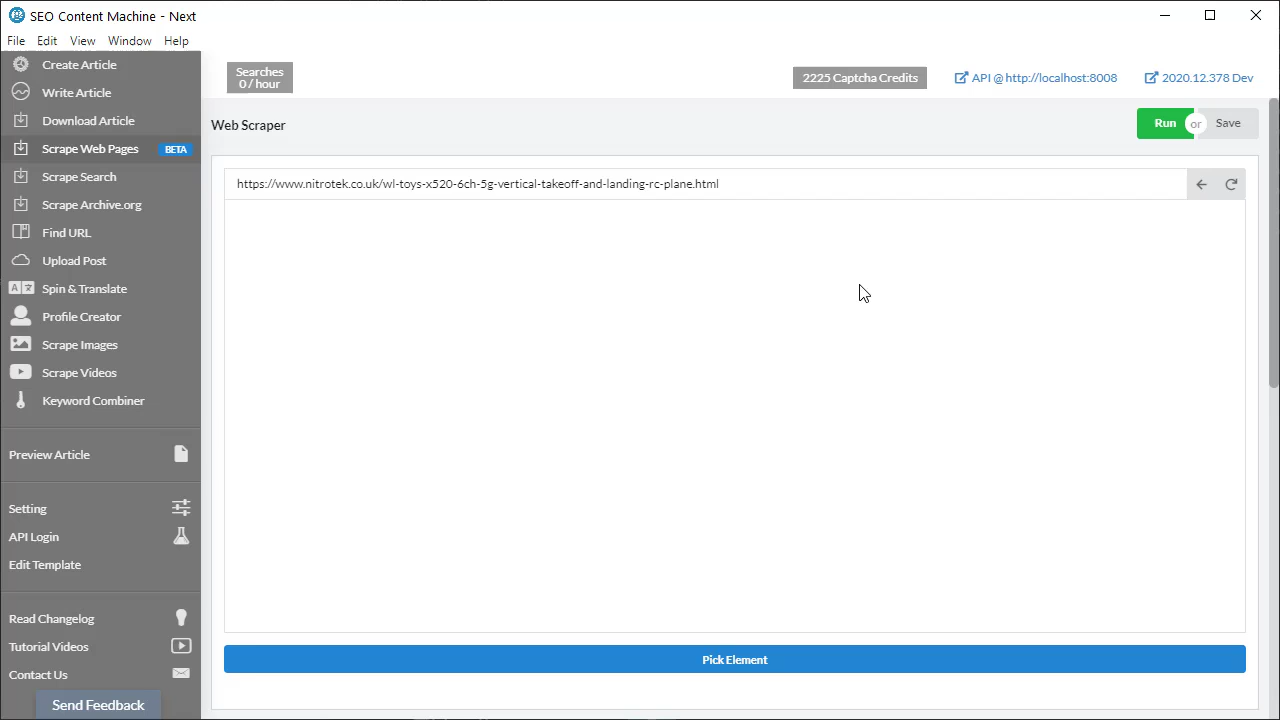 SEO Content Machine - Next
File Edit View Window Help
Create Article
Write Article
Download Article
Scrape Web Pages BETA
Scrape Search
Scrape Archive.org
Find URL
Upload Post
Spin & Translate
Profile Creator
Scrape Images
Scrape Videos
Keyword Combiner
Preview Article
Setting
API Login
Edit Template
Read Changelog
Tutorial Videos
Contact Us
Send Feedback
Searches
0 / hour
2225 Captcha Credits
API @ http://localhost:8008
2020.12.378 Dev
Web Scraper
Run or Save
https://www.nitrotek.co.uk/wl-toys-x520-6ch-5g-vertical-takeoff-and-landing-rc-plane.html
Pick Element